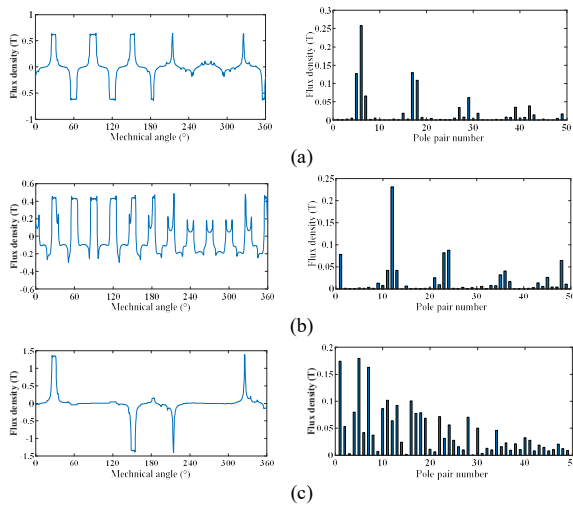 1
0.5
0
-0.5
-1
0 60 120 180 240 300 360
Flux density (T)
Mechnical angle (°)
0.3
0.25
0.2
0.15
0.1
0.05
0
0 10 20 30 40 50
Flux density (T)
Pole pair number
(a)
0.6
0.4
0.2
0
-0.2
-0.4
-0.6
0 60 120 180 240 300 360
Flux density (T)
Mechnical angle (°)
0.25
0.2
0.15
0.1
0.05
0
0 10 20 30 40 50
Flux density (T)
Pole pair number
(b)
1.5
1
0.5
0
-0.5
-1.0
-1.5
0 60 120 180 240 300 360
Flux density (T)
Mechnical angle (°)
0.2
0.15
0.1
0.05
0
0 10 20 30 40 50
Flux density (T)
Pole pair number
(c)